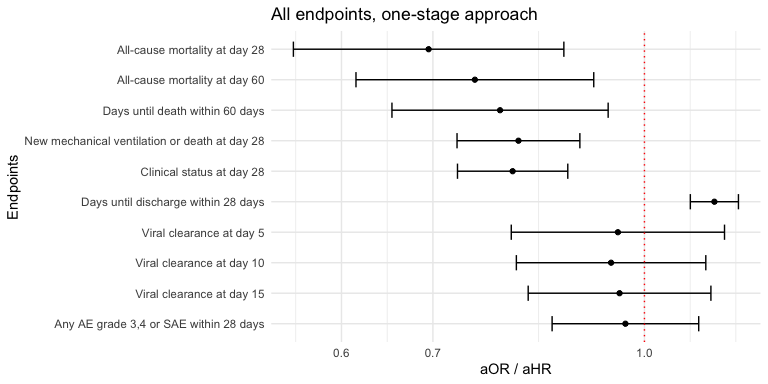 All endpoints, one-stage approach
All-cause mortality at day 28
All-cause mortality at day 60
Days until death within 60 days
New mechanical ventilation or death at day 28
Clinical status at day 28
Days until discharge within 28 days
Viral clearance at day 5
Viral clearance at day 10
Viral clearance at day 15
Any AE grade 3,4 or SAE within 28 days
Endpoints
0.6 0.7 1.0
aOR / aHR